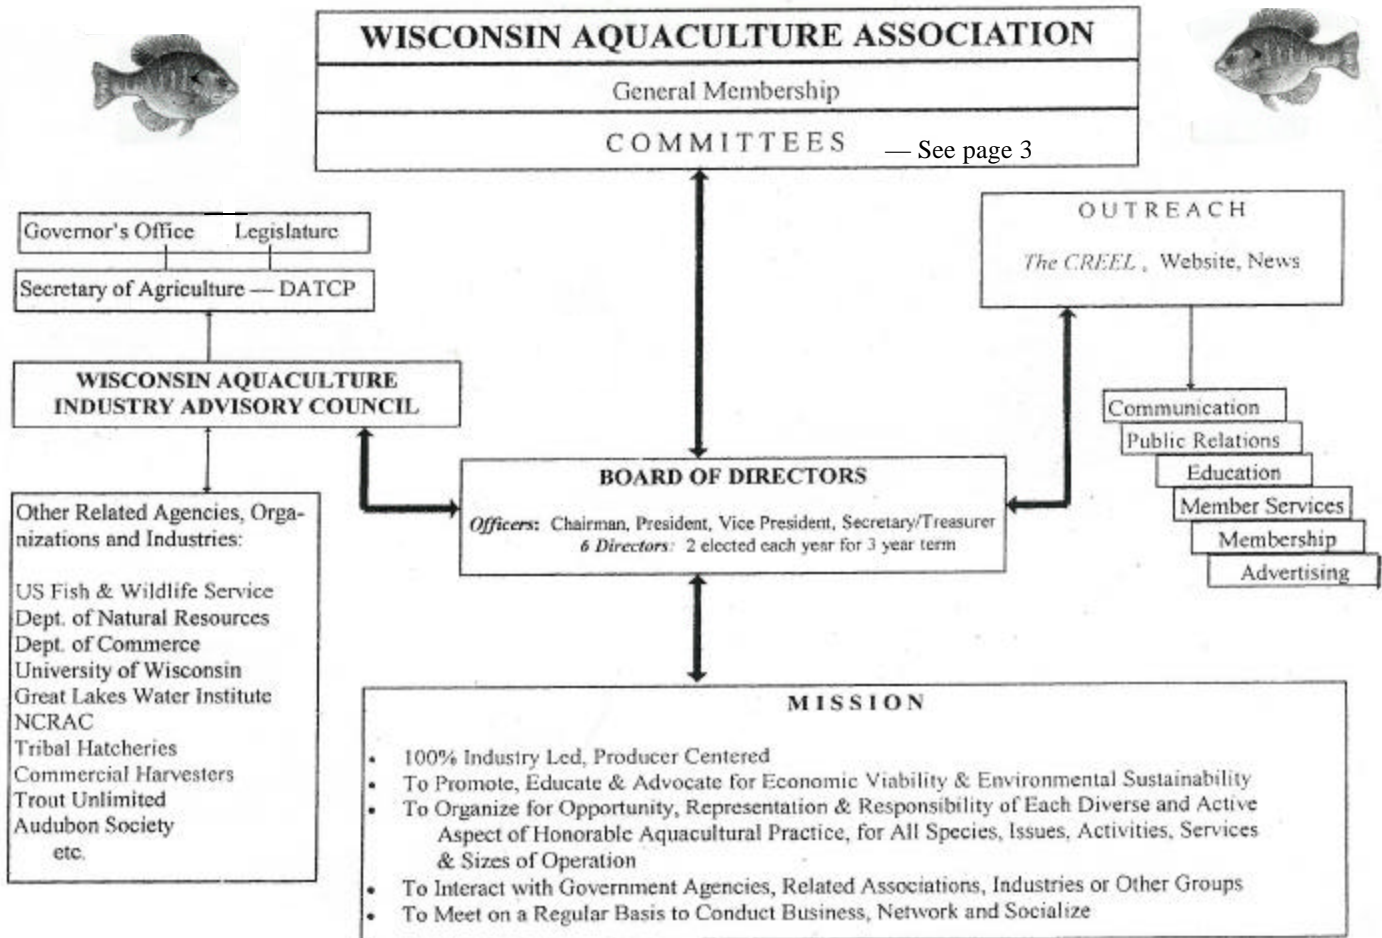 WISCONSIN AQUACULTURE ASSOCIATION
General Membership
COMMITTEES — See page 3
Governor's Office Legislature
Secretary of Agriculture — DATCP
WISCONSIN AQUACULTURE
INDUSTRY ADVISORY COUNCIL
Other Related Agencies, Orga-
nizations and Industries:
US Fish & Wildlife Service
Dept. of Natural Resources
Dept. of Commerce
University of Wisconsin
Great Lakes Water Institute
NCRAC
Tribal Hatcheries
Commercial Harvesters
Trout Unlimited
Audubon Society
etc.
OUTREACH
The CREEL, Website, News
Communication
Public Relations
Education
Member Services
Membership
Advertising
BOARD OF DIRECTORS
Officers: Chairman, President, Vice President, Secretary/Treasurer
6 Directors: 2 elected each year for 3 year term
MISSION
• 100% Industry Led, Producer Centered
• To Promote, Educate & Advocate for Economic Viability & Environmental Sustainability
• To Organize for Opportunity, Representation & Responsibility of Each Diverse and Active
Aspect of Honorable Aquacultural Practice, for All Species, Issues, Activities, Services
& Sizes of Operation
• To Interact with Government Agencies, Related Associations, Industries or Other Groups
• To Meet on a Regular Basis to Conduct Business, Network and Socialize